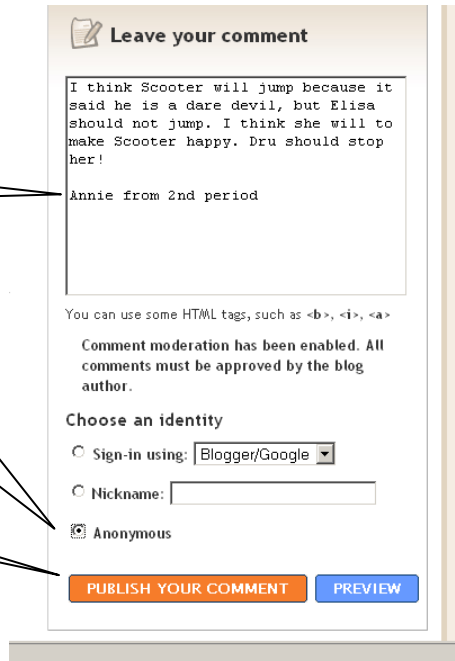 Leave your comment
I think Scooter will jump because it
said he is a dare devil, but Elisa
should not jump. I think she will to
make Scooter happy. Dru should stop
her!
Annie from 2nd period
You can use some HTML tags, such as <b>, <i>, <a>
Comment moderation has been enabled. All
comments must be approved by the blog
author.
Choose an identity
Sign-in using: Blogger/Google
Nickname:
Anonymous
PUBLISH YOUR COMMENT PREVIEW